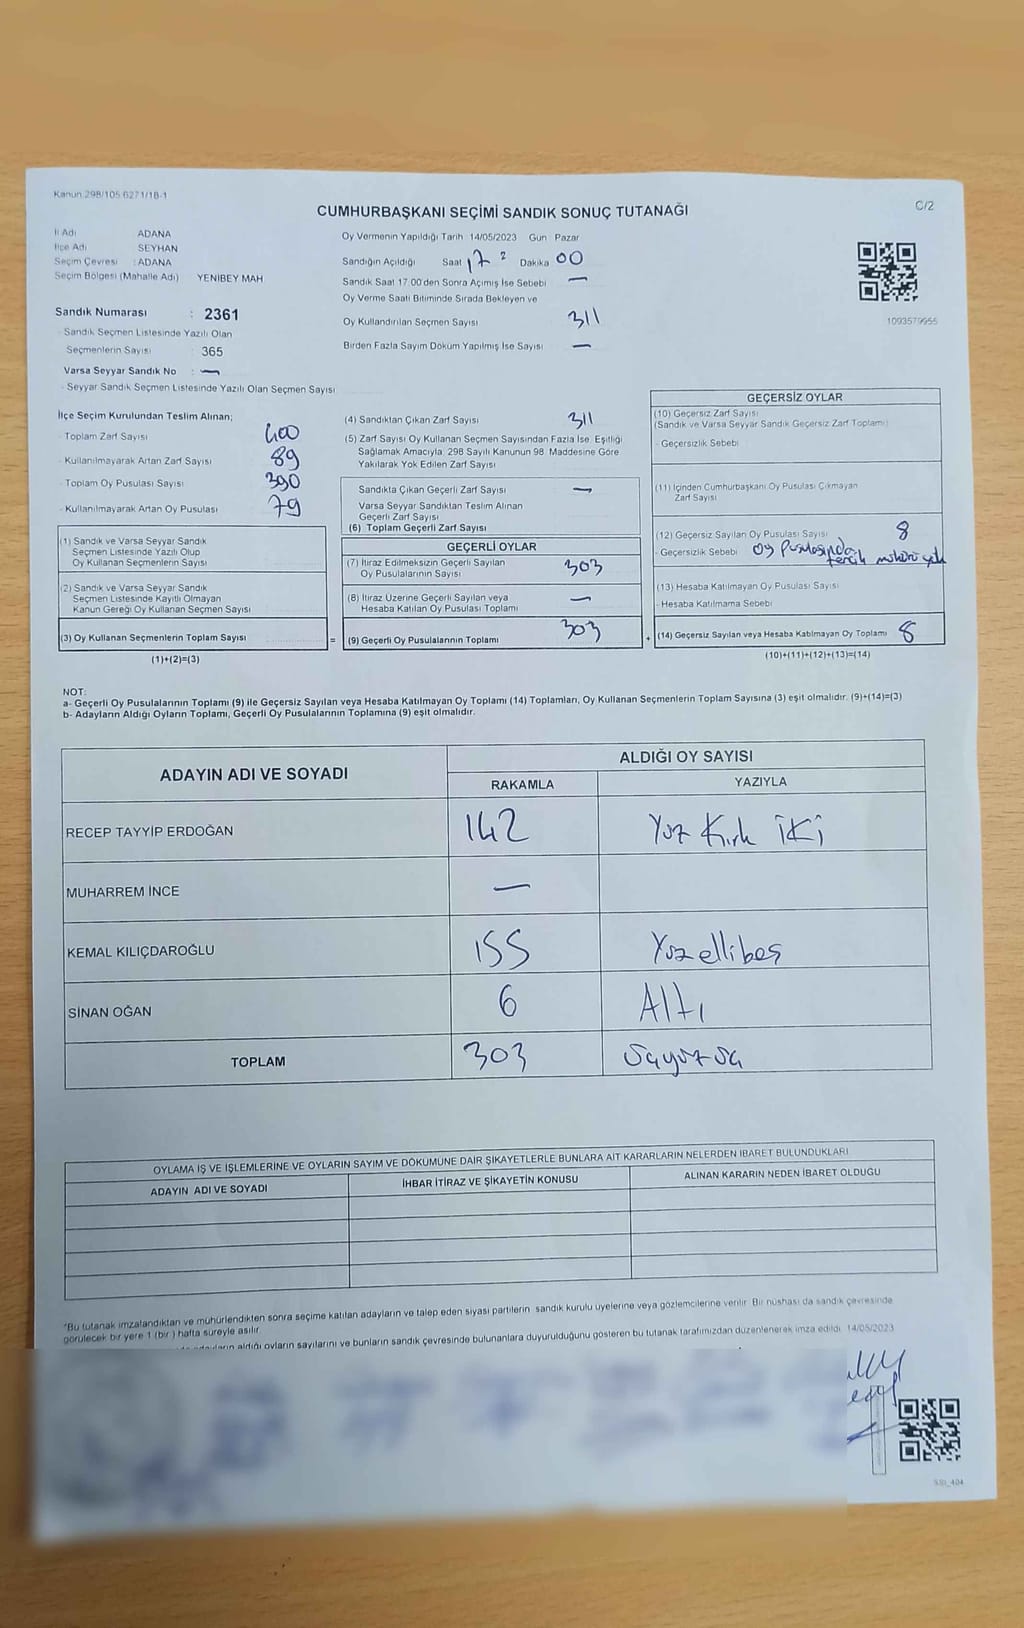 Kanun 298/105 6271/18-1
C/2
CUMHURBAŞKANI SEÇİMİ SANDIK SONUÇ TUTANAĞI
İl Adı ADANA
İlçe Adı SEYHAN
Seçim Çevresi : ADANA
Seçim Bölgesi (Mahalle Adı) YENİBEY MAH
Sandık Numarası : 2361
- Sandık Seçmen Listesinde Yazılı Olan
Seçmenlerin Sayısı 365
Varsa Seyyar Sandık No : —
- Seyyar Sandık Seçmen Listesinde Yazılı Olan Seçmen Sayısı
Oy Vermenin Yapıldığı Tarih 14/05/2023 Gün Pazar
Sandığın Açıldığı Saat 17 Dakika 00
Sandık Saat 17.00'den Sonra Açımış İse Sebebi —
Oy Verme Saati Bitiminde Sırada Bekleyen ve
Oy Kullandırılan Seçmen Sayısı 311
Birden Fazla Sayım Döküm Yapılmış İse Sayısı —
1093579955
İlçe Seçim Kurulundan Teslim Alınan;
- Toplam Zarf Sayısı 400
- Kullanılmayarak Artan Zarf Sayısı 89
- Toplam Oy Pusulası Sayısı 390
- Kullanılmayarak Artan Oy Pusulası 79
(1) Sandık ve Varsa Seyyar Sandık
Seçmen Listesinde Yazılı Olup
Oy Kullanan Seçmenlerin Sayısı
(2) Sandık ve Varsa Seyyar Sandık
Seçmen Listesinde Kayıtlı Olmayan
Kanun Gereği Oy Kullanan Seçmen Sayısı
(3) Oy Kullanan Seçmenlerin Toplam Sayısı =
(1)+(2)=(3)
(4) Sandıktan Çıkan Zarf Sayısı 311
(5) Zarf Sayısı Oy Kullanan Seçmen Sayısından Fazla İse, Eşitliği
Sağlamak Amacıyla, 298 Sayılı Kanunun 98. Maddesine Göre
Yakılarak Yok Edilen Zarf Sayısı
Sandıkta Çıkan Geçerli Zarf Sayısı —
Varsa Seyyar Sandıktan Teslim Alınan
Geçerli Zarf Sayısı
(6) Toplam Geçerli Zarf Sayısı
GEÇERLİ OYLAR
(7) İtiraz Edilmeksizin Geçerli Sayılan
Oy Pusulalarının Sayısı 303
(8) İtiraz Üzerine Geçerli Sayılan veya
Hesaba Katılan Oy Pusulası Toplamı —
(9) Geçerli Oy Pusulalarının Toplamı 303 +
GEÇERSİZ OYLAR
(10) Geçersiz Zarf Sayısı
(Sandık ve Varsa Seyyar Sandık Geçersiz Zarf Toplamı)
- Geçersizlik Sebebi
(11) İçinden Cumhurbaşkanı Oy Pusulası Çıkmayan
Zarf Sayısı
(12) Geçersiz Sayılan Oy Pusulası Sayısı 8
- Geçersizlik Sebebi Oy Pusulasında
tercih mühürü yok
(13) Hesaba Katılmayan Oy Pusulası Sayısı
- Hesaba Katılmama Sebebi
(14) Geçersiz Sayılan veya Hesaba Katılmayan Oy Toplamı 8
(10)+(11)+(12)+(13)=(14)
NOT:
a- Geçerli Oy Pusulalarının Toplamı (9) ile Geçersiz Sayılan veya Hesaba Katılmayan Oy Toplamı (14) Toplamları, Oy Kullanan Seçmenlerin Toplam Sayısına (3) eşit olmalıdır. (9)+(14)=(3)
b- Adayların Aldığı Oyların Toplamı, Geçerli Oy Pusulalarının Toplamına (9) eşit olmalıdır.
ADAYIN ADI VE SOYADI ALDIĞI OY SAYISI
RAKAMLA YAZIYLA
RECEP TAYYİP ERDOĞAN 142 Yüz Kırk İKİ
MUHARREM İNCE —
KEMAL KILIÇDAROĞLU 155 Yüzellibeş
SİNAN OĞAN 6 Altı
TOPLAM 303
OYLAMA İŞ VE İŞLEMLERİNE VE OYLARIN SAYIM VE DÖKÜMÜNE DAİR ŞİKAYETLERLE BUNLARA AİT KARARLARIN NELERDEN İBARET BULUNDUKLARI
ADAYIN ADI VE SOYADI İHBAR İTİRAZ VE ŞİKAYETİN KONUSU ALINAN KARARIN NEDEN İBARET OLDUĞU
*Bu tutanak imzalandıktan ve mühürlendikten sonra seçime katılan adayların ve talep eden siyasi partilerin sandık kurulu üyelerine veya gözlemcilerine verilir. Bir nüshası da sandık çevresinde
görülecek bir yere 1 (bir) hafta süreyle asılır.
aldığı oyların sayılarını ve bunların sandık çevresinde bulunanlara duyurulduğunu gösteren bu tutanak tarafımızdan düzenlenerek imza edildi. 14/05/2023